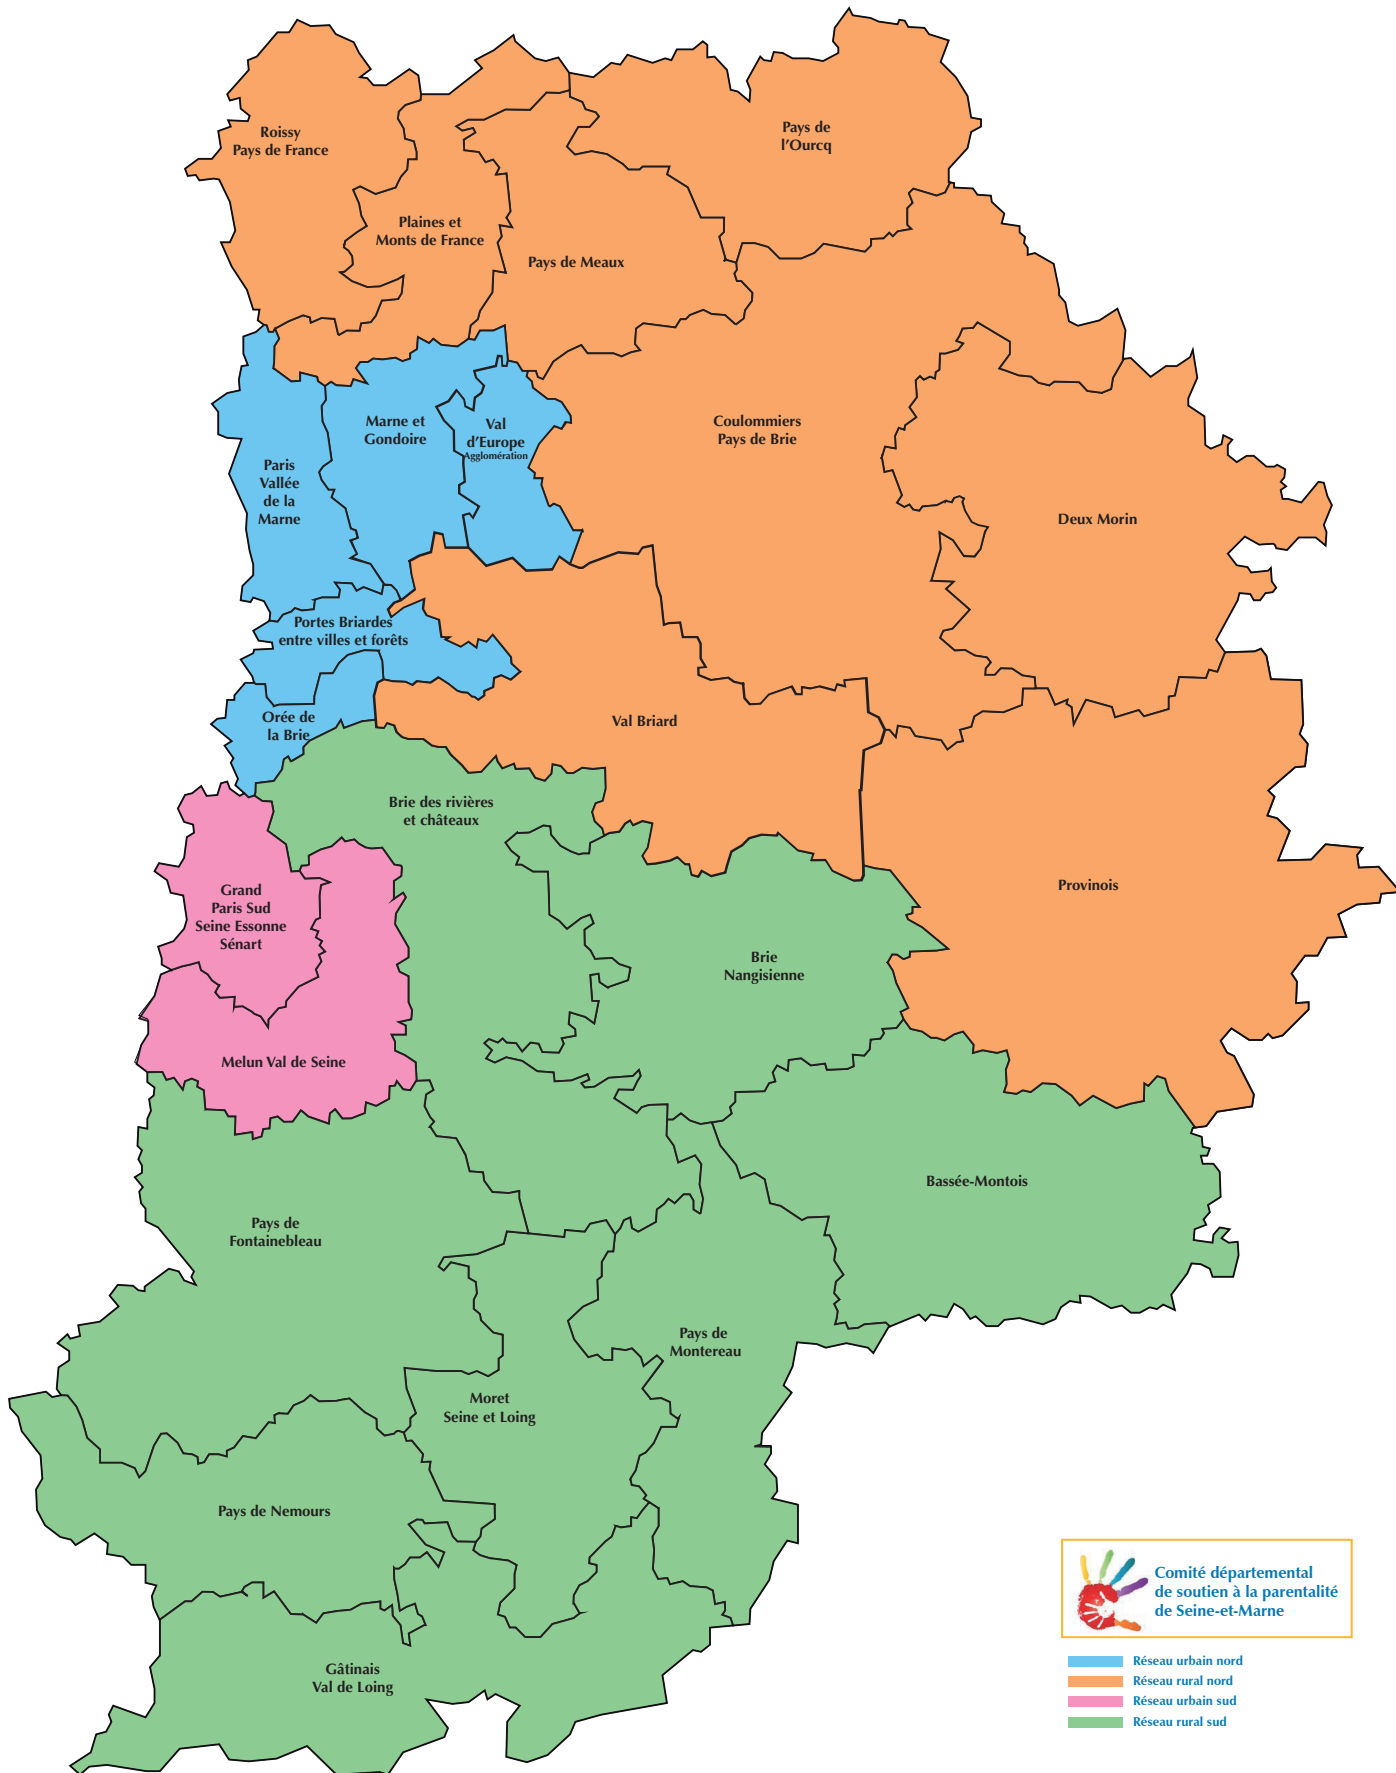 Roissy
Pays de France
Pays de
l'Ourcq
Plaines et
Monts de France
Pays de Meaux
Marne et
Gondoire
Val
d'Europe
Agglomération
Coulommiers
Pays de Brie
Paris
Vallée
de la
Marne
Deux Morin
Portes Briardes
entre villes et forêts
Orée de
la Brie
Val Briard
Brie des rivières
et châteaux
Grand
Paris Sud
Seine Essonne
Sénart
Provinois
Brie
Nangisienne
Melun Val de Seine
Bassée-Montois
Pays de
Fontainebleau
Pays de
Montereau
Moret
Seine et Loing
Pays de Nemours
Gâtinais
Val de Loing
Comité départemental
de soutien à la parentalité
de Seine-et-Marne
Réseau urbain nord
Réseau rural nord
Réseau urbain sud
Réseau rural sud